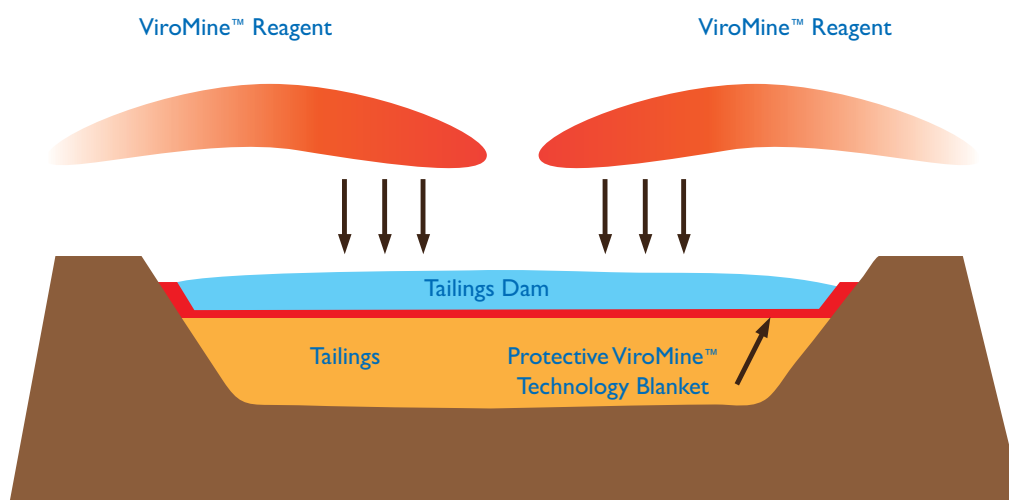 ViroMine™ Reagent
ViroMine™ Reagent
Tailings Dam
Tailings
Protective ViroMine™
Technology Blanket